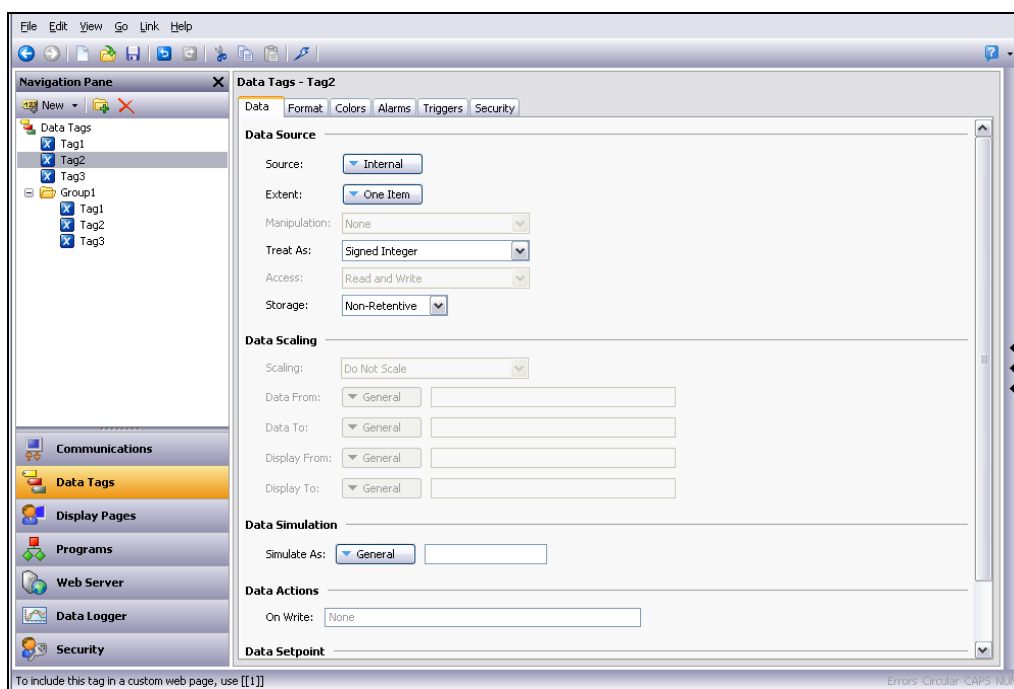 File Edit View Go Link Help
Navigation Pane
New
Data Tags
Tag1
Tag2
Tag3
Group1
Tag1
Tag2
Tag3
Communications
Data Tags
Display Pages
Programs
Web Server
Data Logger
Security
Data Tags - Tag2
Data Format Colors Alarms Triggers Security
Data Source
Source: Internal
Extent: One Item
Manipulation: None
Treat As: Signed Integer
Access: Read and Write
Storage: Non-Retentive
Data Scaling
Scaling: Do Not Scale
Data From: General
Data To: General
Display From: General
Display To: General
Data Simulation
Simulate As: General
Data Actions
On Write: None
Data Setpoint
To include this tag in a custom web page, use [[1]]
Errors Circular CAPS NUM